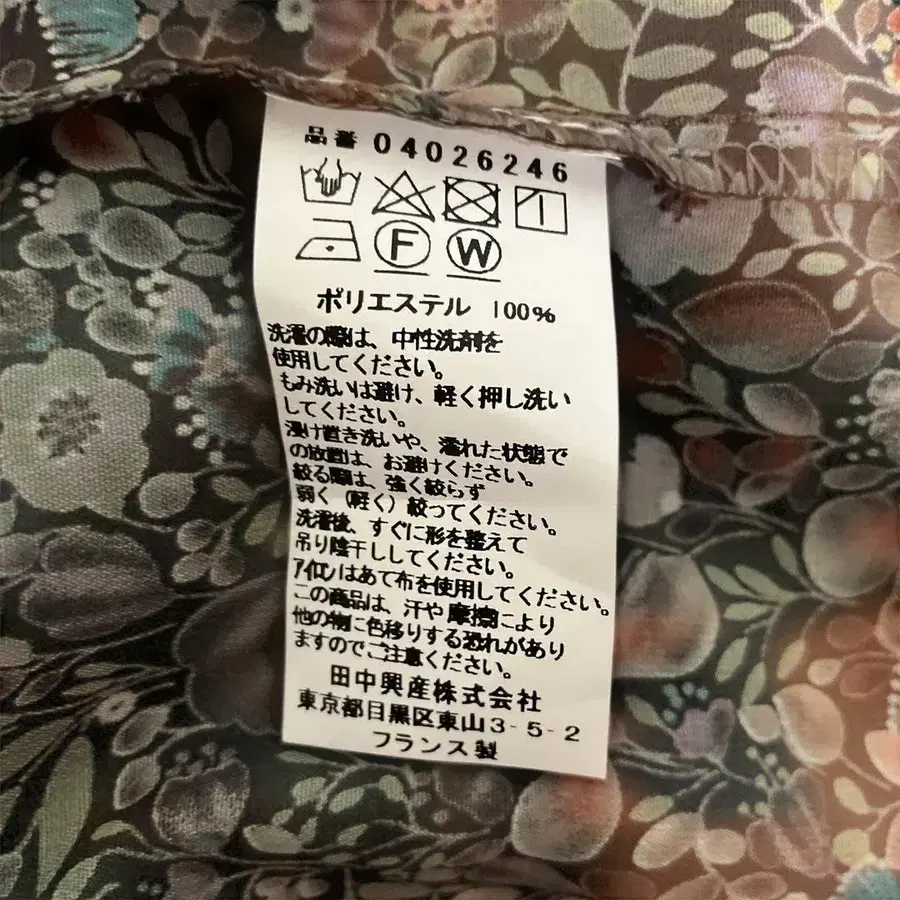 品番 04026246
F W
ポリエステル 100%
洗濯の際は、中性洗剤を
使用してください。
もみ洗いは避け、軽く押し洗い
してください。
浸け置き洗いや、濡れた状態で
の放置は、お避けください。
絞る際は、強く絞らず
弱く（軽く）絞ってください。
洗濯後、すぐに形を整えて
吊り陰干ししてください。
アイロンはあて布を使用してください。
この商品は、汗や摩擦により
他の物に色移りする恐れがあり
ますのでご注意ください。
田中興産株式会社
東京都目黒区東山3-5-2
フランス製